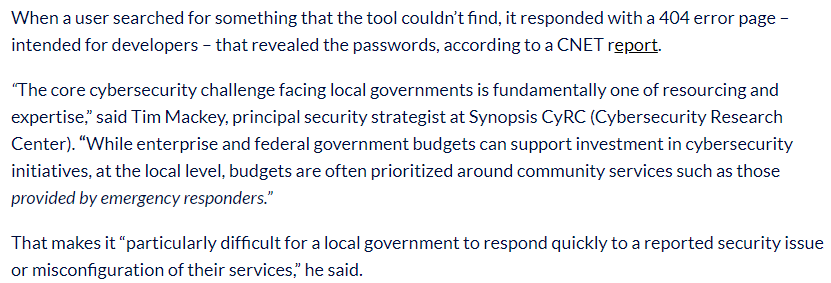 When a user searched for something that the tool couldn’t find, it responded with a 404 error page –
intended for developers – that revealed the passwords, according to a CNET report.
“The core cybersecurity challenge facing local governments is fundamentally one of resourcing and
expertise,” said Tim Mackey, principal security strategist at Synopsis CyRC (Cybersecurity Research
Center). “While enterprise and federal government budgets can support investment in cybersecurity
initiatives, at the local level, budgets are often prioritized around community services such as those
provided by emergency responders.”
That makes it “particularly difficult for a local government to respond quickly to a reported security issue
or misconfiguration of their services,” he said.